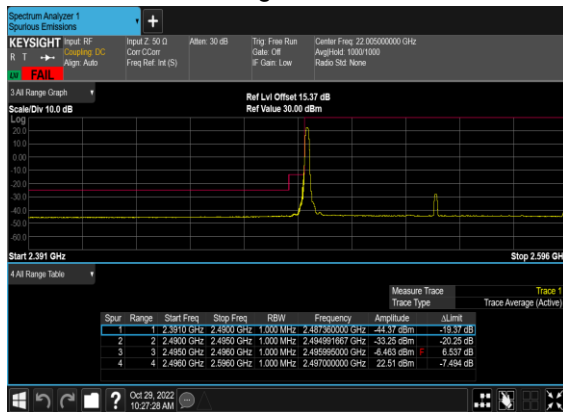 Spectrum Analyzer 1
Spurious Emissions
+
KEYSIGHT Input: RF Input Z: 50 Ω Atten: 30 dB Trig: Free Run Center Freq: 22.005000000 GHz
R T Coupling: DC Corr CCorr Gate: Off Avg|Hold: 1000/1000
Align: Auto Freq Ref: Int (S) IF Gain: Low Radio Std: None
LW FAIL
3 All Range Graph
Ref Lvl Offset 15.37 dB
Scale/Div 10.0 dB Ref Value 30.00 dBm
Log
20.0
10.0
0.00
-10.0
-20.0
-30.0
-40.0
-50.0
-60.0
Start 2.391 GHz Stop 2.596 GH
4 All Range Table
Measure Trace Trace 1
Trace Type Trace Average (Active)
Spur Range Start Freq Stop Freq RBW Frequency Amplitude ΔLimit
1 1 2.3910 GHz 2.4900 GHz 1.000 MHz 2.487360000 GHz -44.37 dBm -19.37 dB
2 2 2.4900 GHz 2.4950 GHz 1.000 MHz 2.494991667 GHz -33.25 dBm -20.25 dB
3 3 2.4950 GHz 2.4960 GHz 1.000 MHz 2.495995000 GHz -6.463 dBm F 6.537 dB
4 4 2.4960 GHz 2.5960 GHz 1.000 MHz 2.497000000 GHz 22.51 dBm -7.494 dB
? Oct 29, 2022
10:27:28 AM